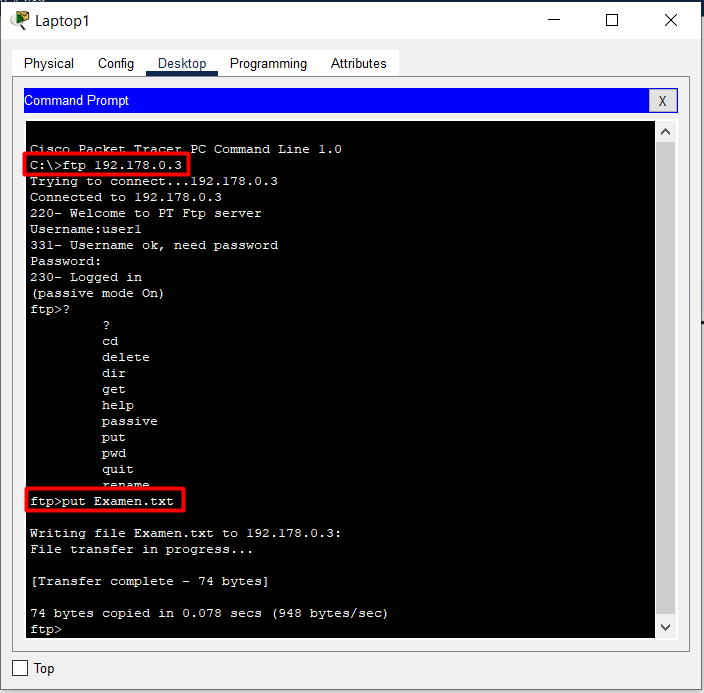 Laptop1
Physical Config Desktop Programming Attributes
Command Prompt X
Cisco Packet Tracer PC Command Line 1.0
C:\>ftp 192.178.0.3
Trying to connect...192.178.0.3
Connected to 192.178.0.3
220- Welcome to PT Ftp server
Username:user1
331- Username ok, need password
Password:
230- Logged in
(passive mode On)
ftp>?
?
cd
delete
dir
get
help
passive
put
pwd
quit
rename
ftp>put Examen.txt
Writing file Examen.txt to 192.178.0.3:
File transfer in progress...
[Transfer complete - 74 bytes]
74 bytes copied in 0.078 secs (948 bytes/sec)
ftp>
Top